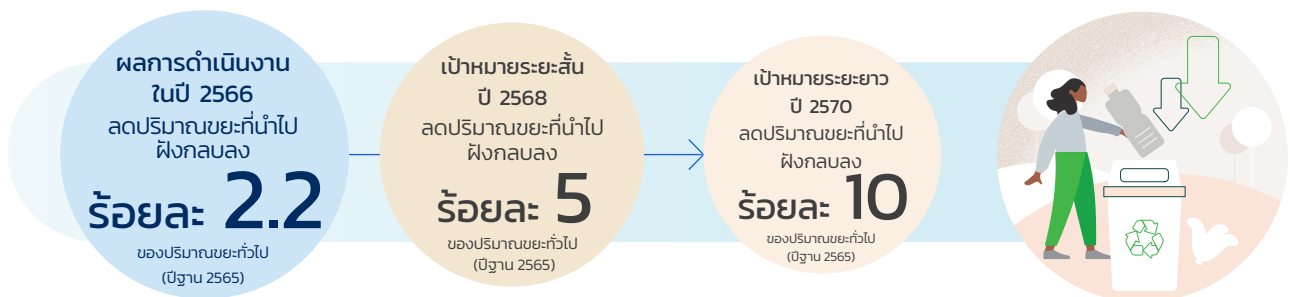 ผลการดำเนินงาน
ในปี 2566
ลดปริมาณขยะที่นำไป
ฝังกลบลง
ร้อยละ 2.2
ของปริมาณขยะทั่วไป
(ปีฐาน 2565)
เป้าหมายระยะสั้น
ปี 2568
ลดปริมาณขยะที่นำไป
ฝังกลบลง
ร้อยละ 5
ของปริมาณขยะทั่วไป
(ปีฐาน 2565)
เป้าหมายระยะยาว
ปี 2570
ลดปริมาณขยะที่นำไป
ฝังกลบลง
ร้อยละ 10
ของปริมาณขยะทั่วไป
(ปีฐาน 2565)